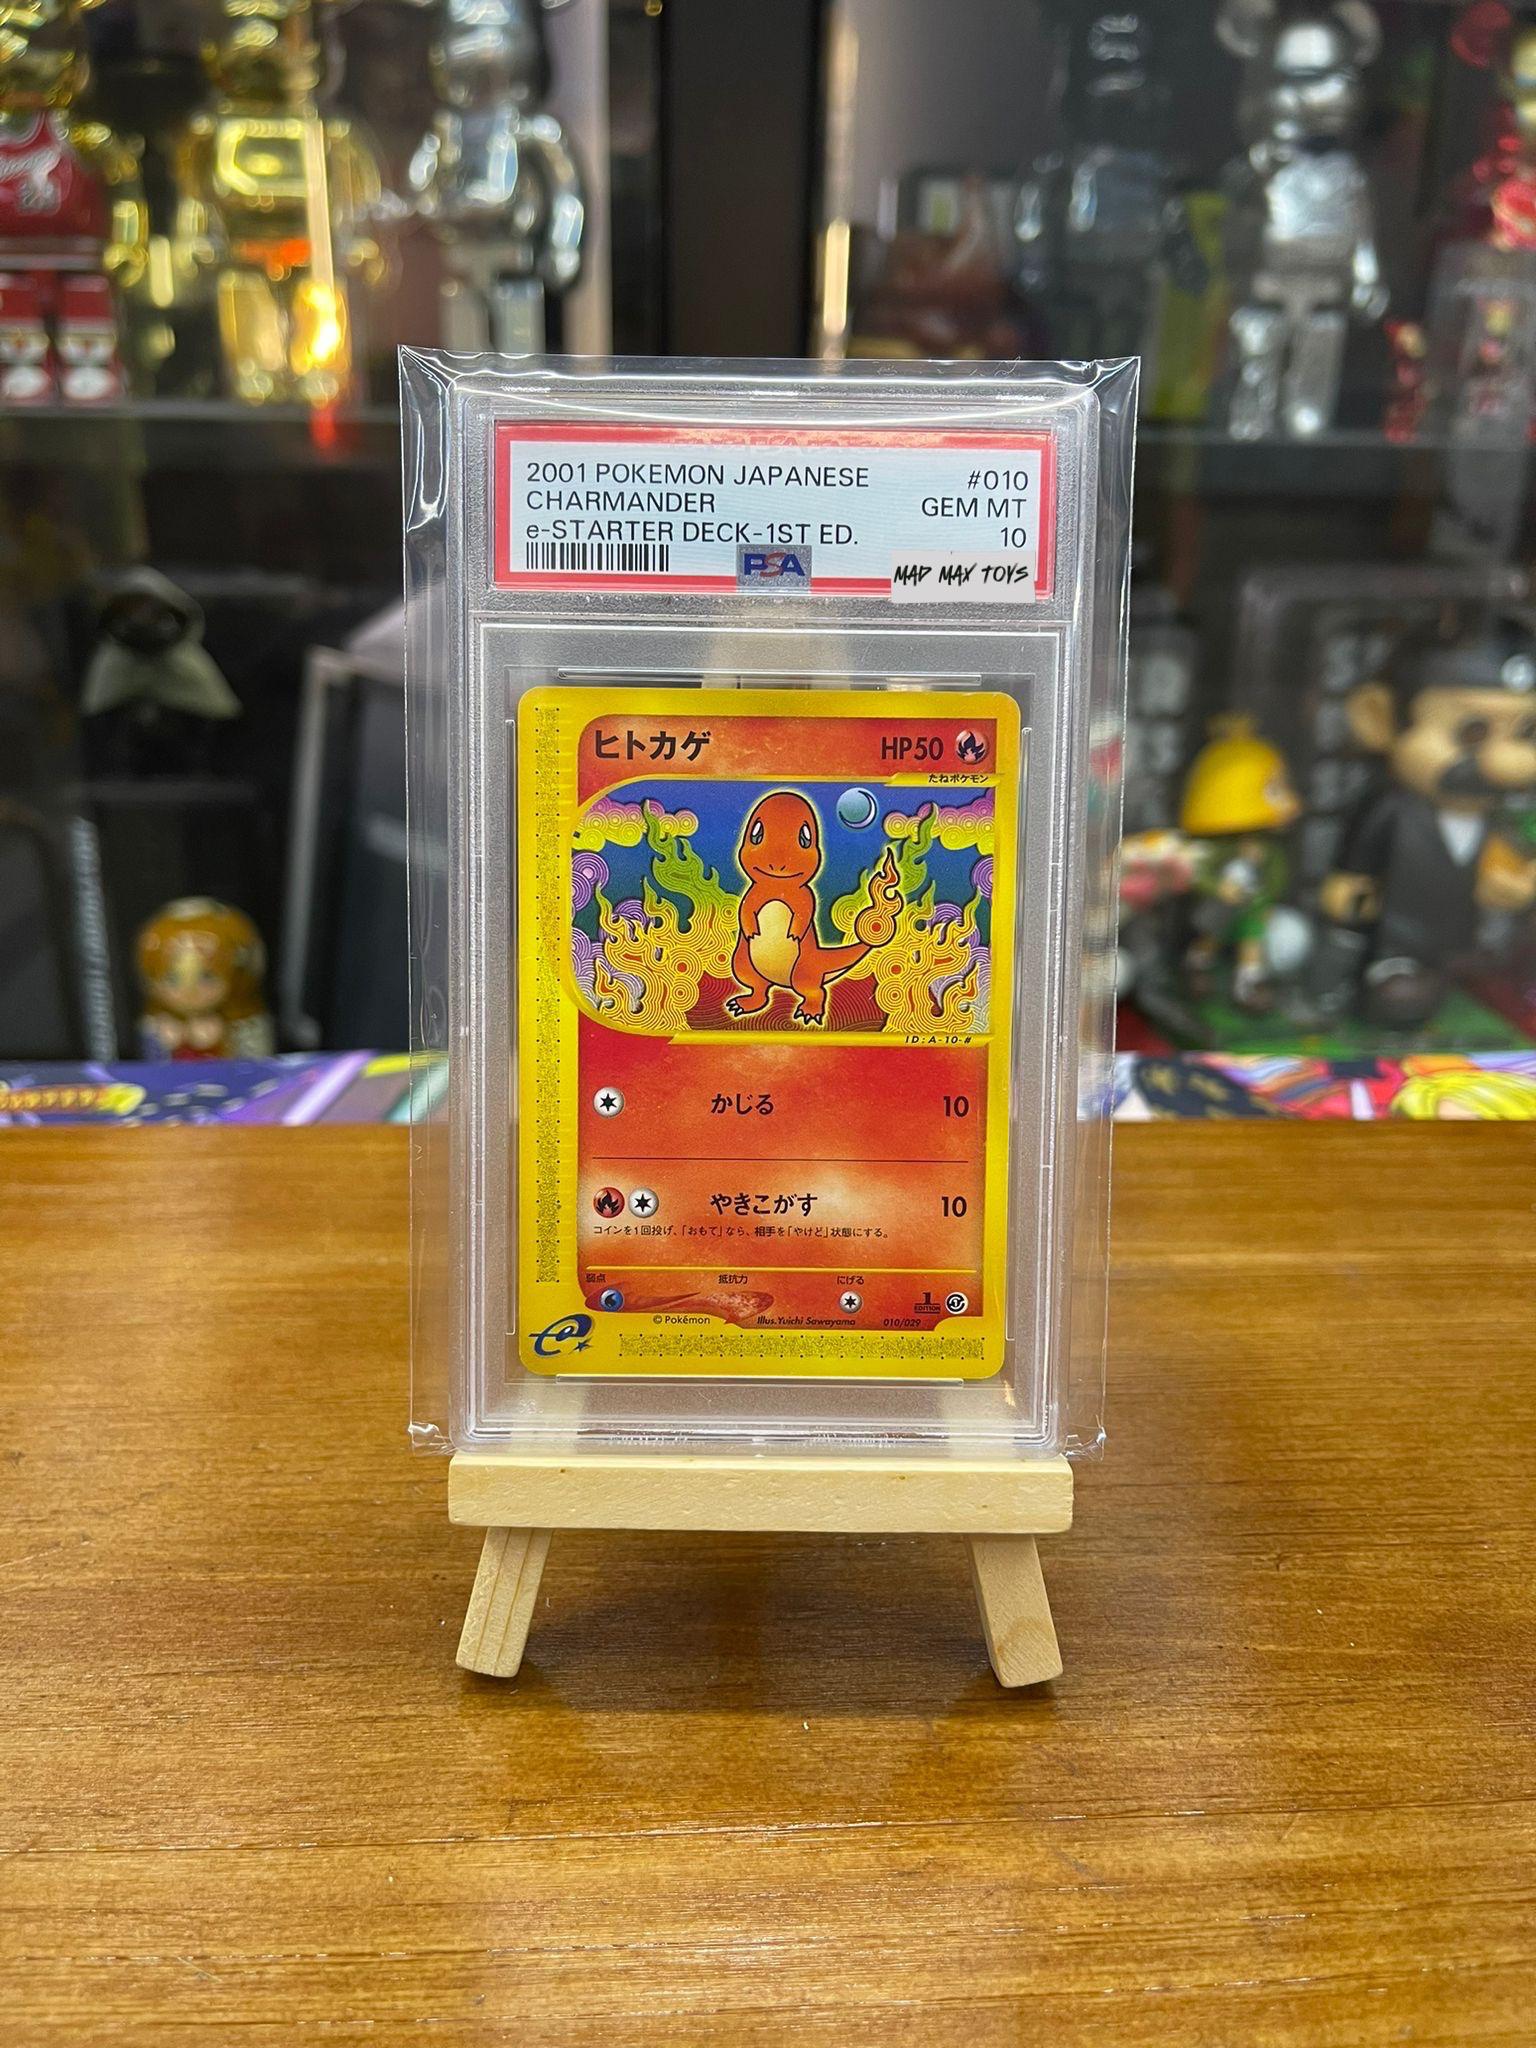 2001 POKEMON JAPANESE #010
CHARMANDER GEM MT
e-STARTER DECK-1ST ED. 10
PSA
MAD MAX TOYS
ヒトカゲ HP50
たねポケモン
ID:A-10-#
かじる 10
やきこがす 10
コインを1回投げ、「おもて」なら、相手を「やけど」状態にする。
弱点 抵抗力 にげる
1 EDITION
©Pokémon Illus.Yuichi Sawayama 010/029
e